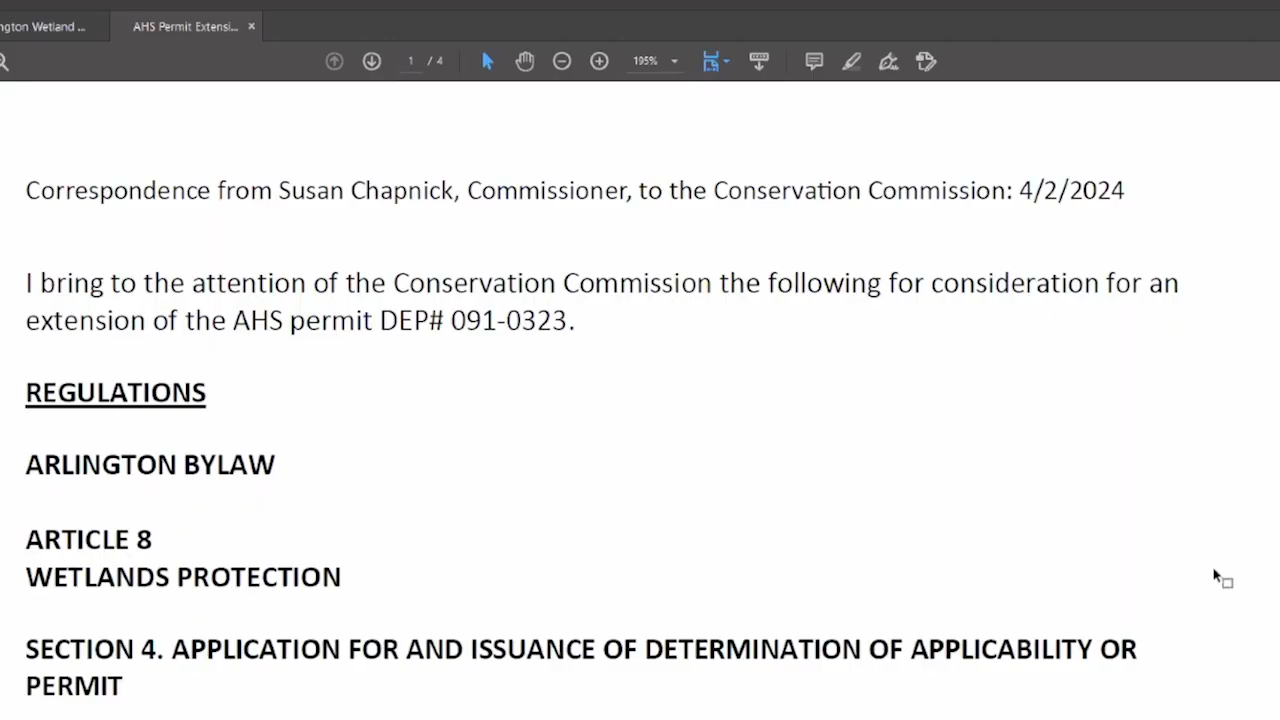 ngton Wetland ...
AHS Permit Extensi...
1 / 4
195%
Correspondence from Susan Chapnick, Commissioner, to the Conservation Commission: 4/2/2024
I bring to the attention of the Conservation Commission the following for consideration for an
extension of the AHS permit DEP# 091-0323.
REGULATIONS
ARLINGTON BYLAW
ARTICLE 8
WETLANDS PROTECTION
SECTION 4. APPLICATION FOR AND ISSUANCE OF DETERMINATION OF APPLICABILITY OR
PERMIT